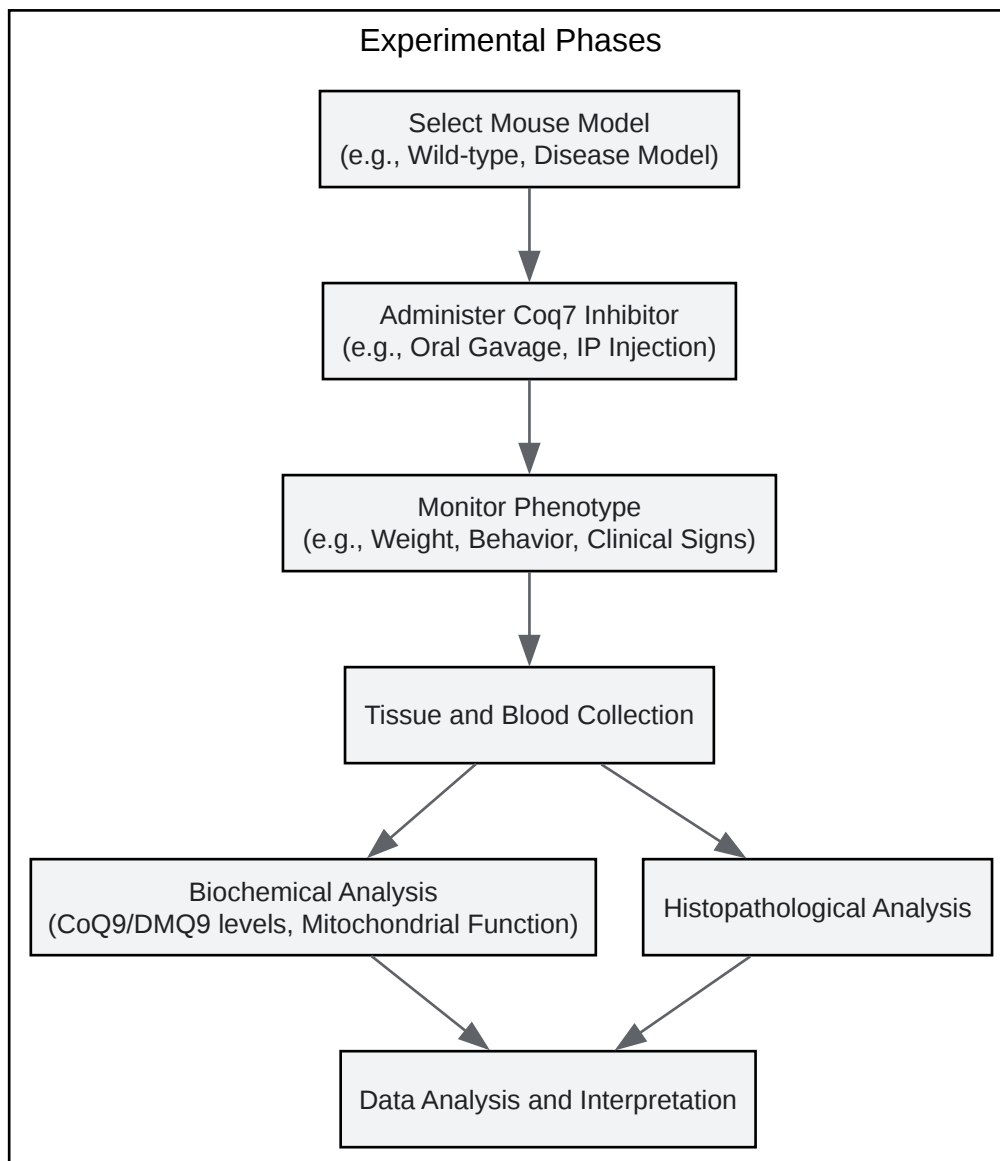 Experimental Phases
Select Mouse Model
(e.g., Wild-type, Disease Model)
Administer Coq7 Inhibitor
(e.g., Oral Gavage, IP Injection)
Monitor Phenotype
(e.g., Weight, Behavior, Clinical Signs)
Tissue and Blood Collection
Biochemical Analysis
(CoQ9/DMQ9 levels, Mitochondrial Function)
Histopathological Analysis
Data Analysis and Interpretation